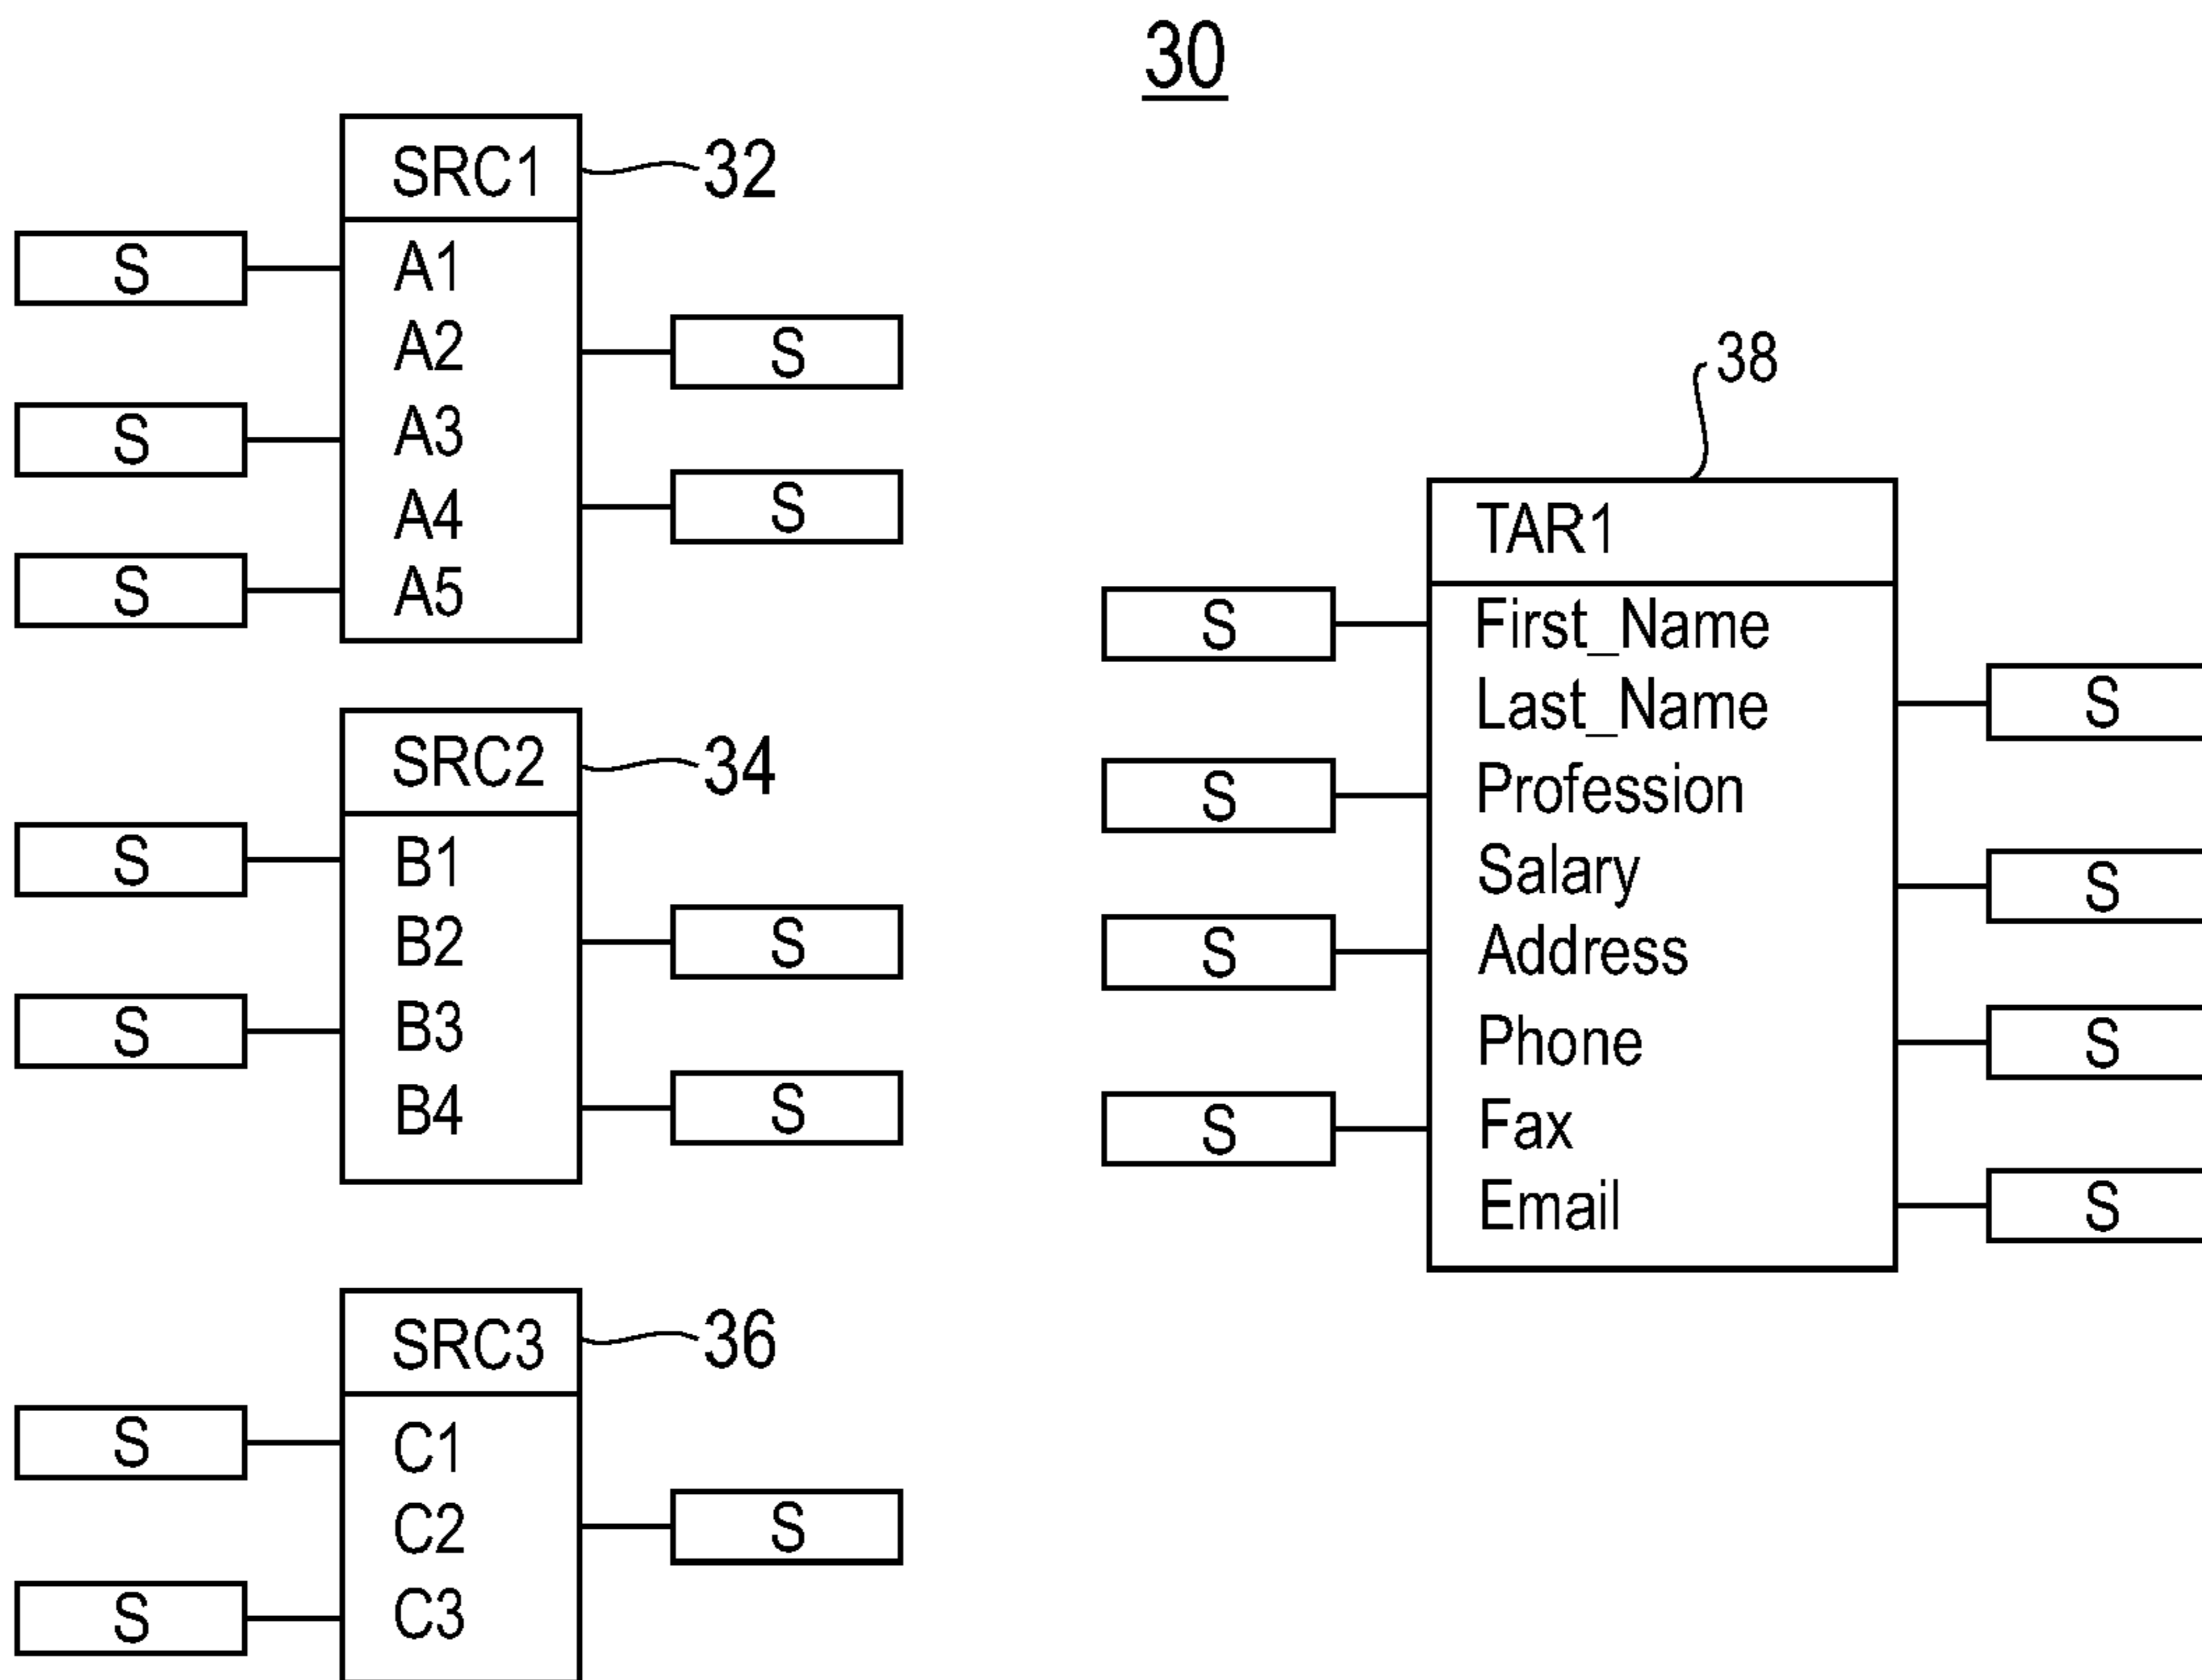 30
SRC1
32
S
A1
A2
S
S
A3
A4
S
S
A5
SRC2
34
S
B1
B2
S
S
B3
B4
S
SRC3
36
S
C1
C2
S
S
C3
38
TAR1
S
First_Name
Last_Name
S
S
Profession
Salary
S
S
Address
Phone
S
S
Fax
Email
S